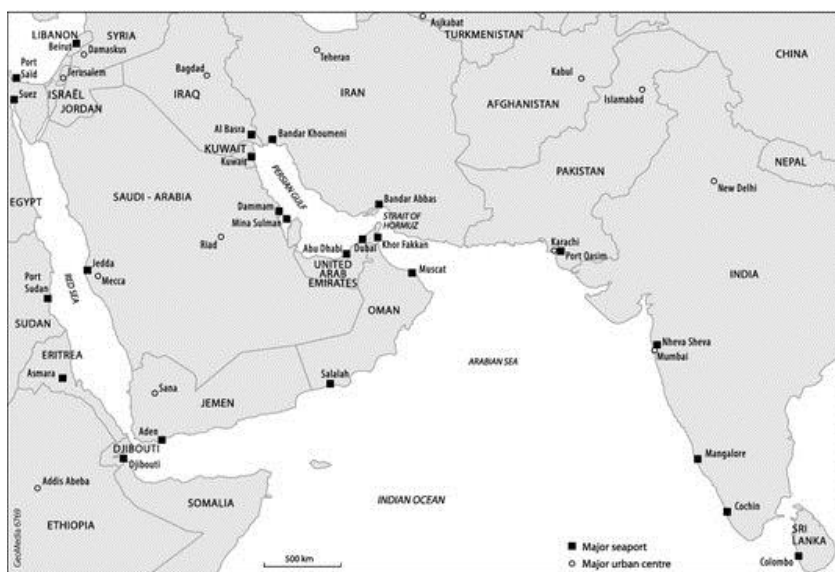 Asjkabat
TURKMENISTAN
LEBANON
SYRIA
Beirut
Damaskus
Teheran
CHINA
Port
Saïd
Jerusalem
Bagdad
Kabul
Suez
ISRAËL
JORDAN
IRAQ
IRAN
AFGHANISTAN
Islamabad
Al Basra
Bandar Khoumeni
KUWAIT
Kuwait
PERSIAN GULF
PAKISTAN
NEPAL
New Delhi
EGYPT
SAUDI - ARABIA
Dammam
Mina Sulman
Bandar Abbas
STRAIT OF
HORMUZ
Riad
Abu Dhabi
Dubai
Khor Fakkan
Karachi
Port Qasim
UNITED
ARAB
EMIRATES
Muscat
INDIA
Jedda
Mecca
RED SEA
Port
Sudan
OMAN
SUDAN
ERITREA
Asmara
Nheva Sheva
Mumbai
ARABIAN SEA
Salalah
Sana
JEMEN
Aden
DJIBOUTI
Djibouti
Mangalore
Addis Abeba
SOMALIA
INDIAN OCEAN
Cochin
ETHIOPIA
SRI
LANKA
Colombo
GeoMedia 6769
500 km
Major seaport
Major urban centre